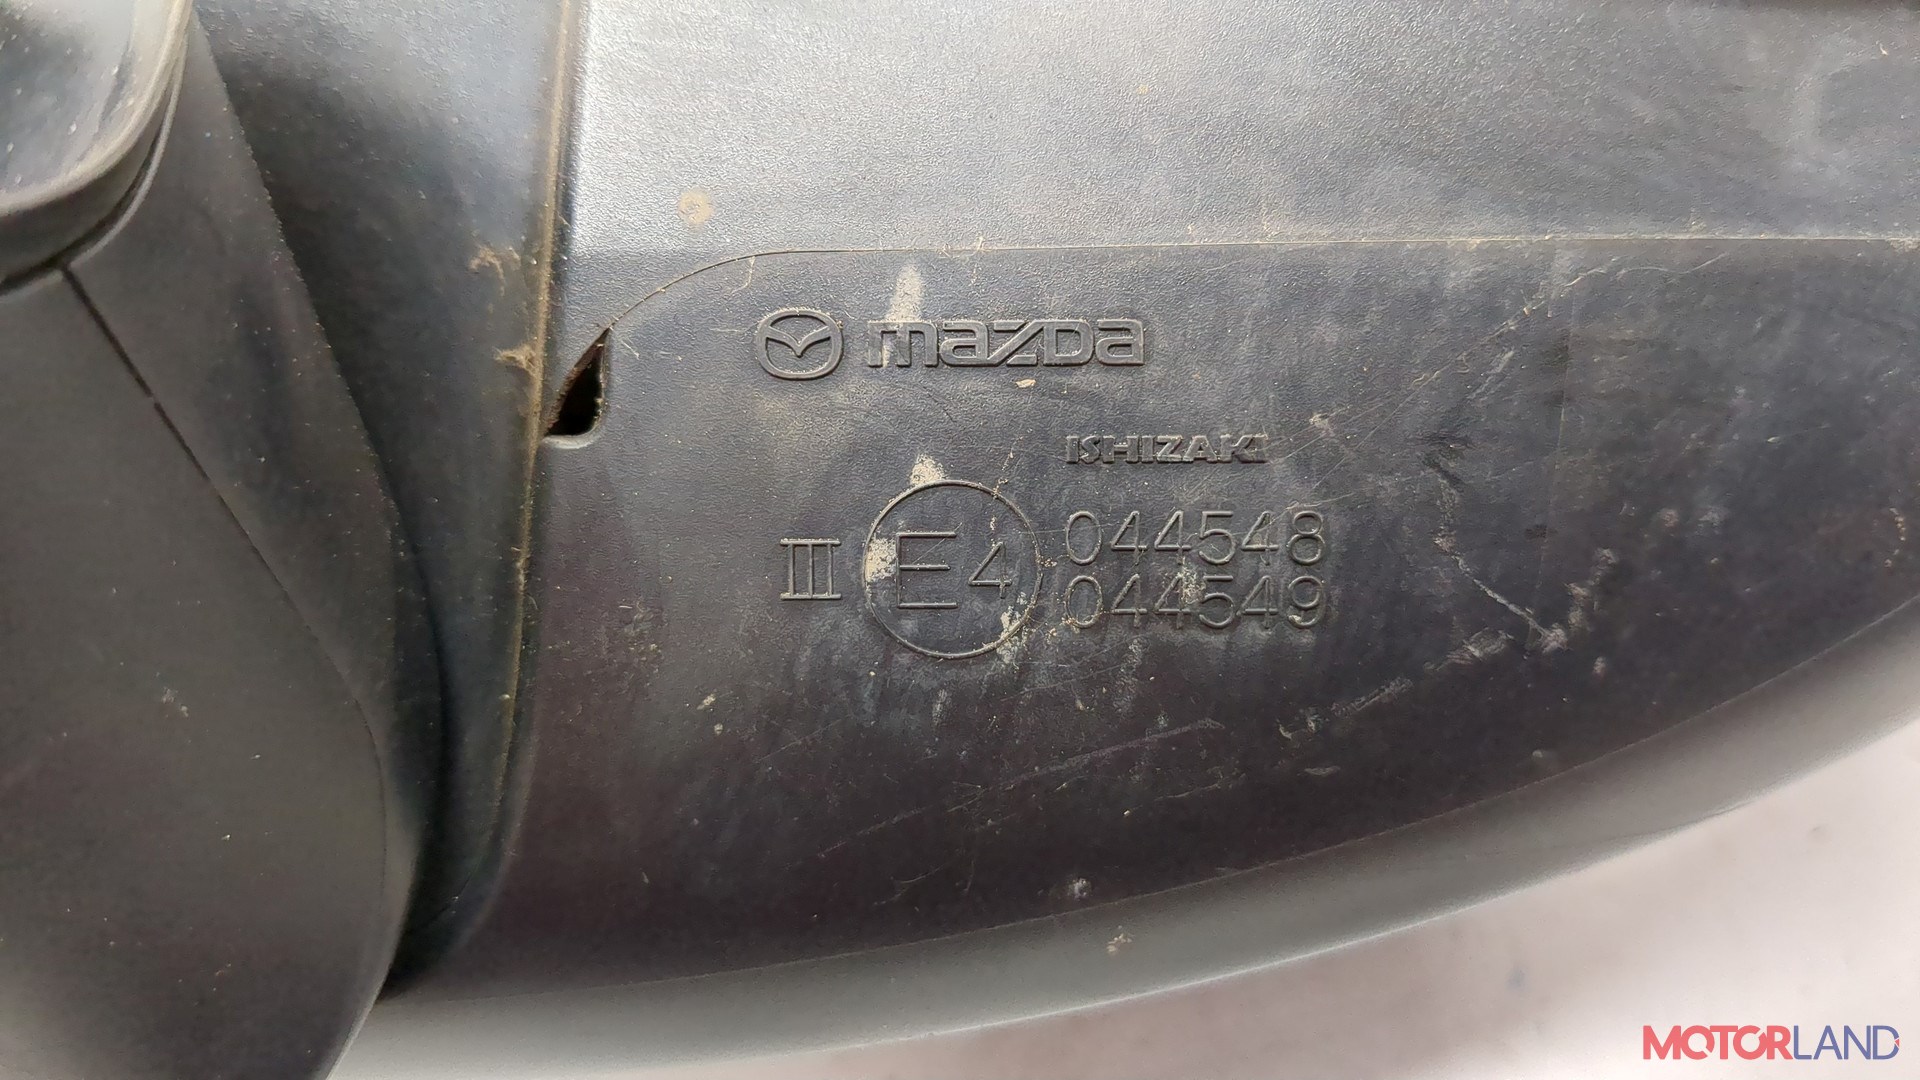 mazda
ISHIZAKI
III E4 044548
044549
MOTORLAND